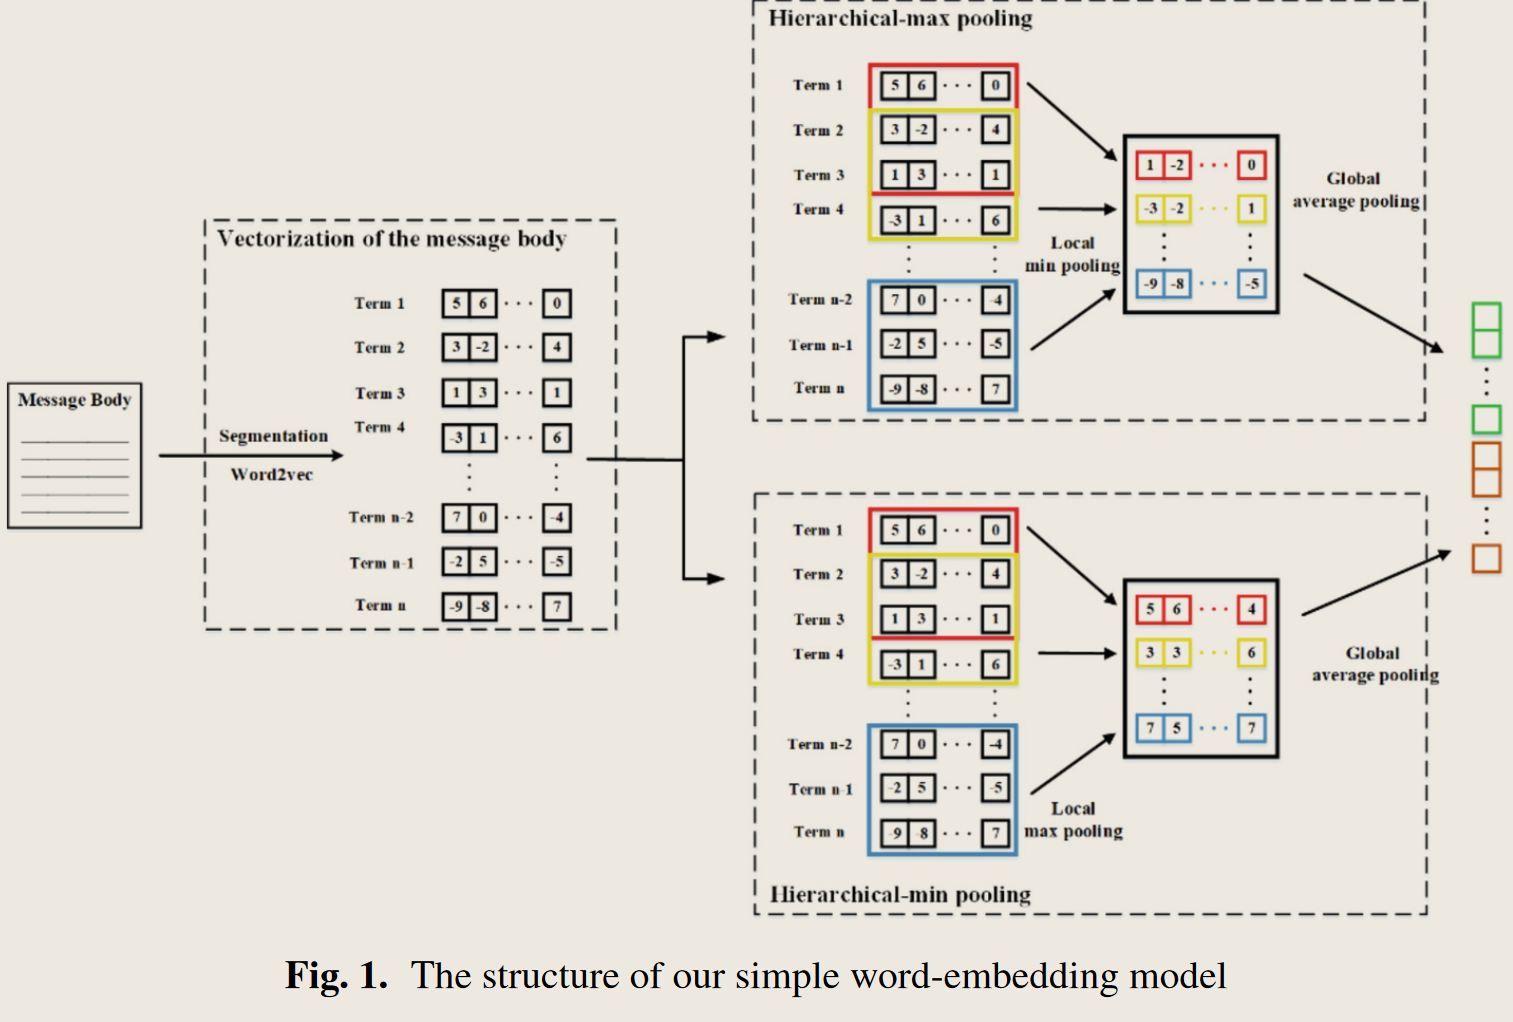 Message Body
Segmentation
Word2vec
Vectorization of the message body
Term 1 5 6 ··· 0
Term 2 3 -2 ··· 4
Term 3 1 3 ··· 1
Term 4 -3 1 ··· 6
Term n-2 7 0 ··· -4
Term n-1 -2 5 ··· -5
Term n -9 -8 ··· 7
Hierarchical-max pooling
Term 1 5 6 ··· 0
Term 2 3 -2 ··· 4
Term 3 1 3 ··· 1
Term 4 -3 1 ··· 6
Term n-2 7 0 ··· -4
Term n-1 -2 5 ··· -5
Term n -9 -8 ··· 7
Local
min pooling
1 -2 ··· 0
-3 -2 ··· 1
-9 -8 ··· -5
Global
average pooling
Term 1 5 6 ··· 0
Term 2 3 -2 ··· 4
Term 3 1 3 ··· 1
Term 4 -3 1 ··· 6
Term n-2 7 0 ··· -4
Term n-1 -2 5 ··· -5
Term n -9 -8 ··· 7
Local
max pooling
5 6 ··· 4
3 3 ··· 6
7 5 ··· 7
Global
average pooling
Hierarchical-min pooling
Fig. 1. The structure of our simple word-embedding model